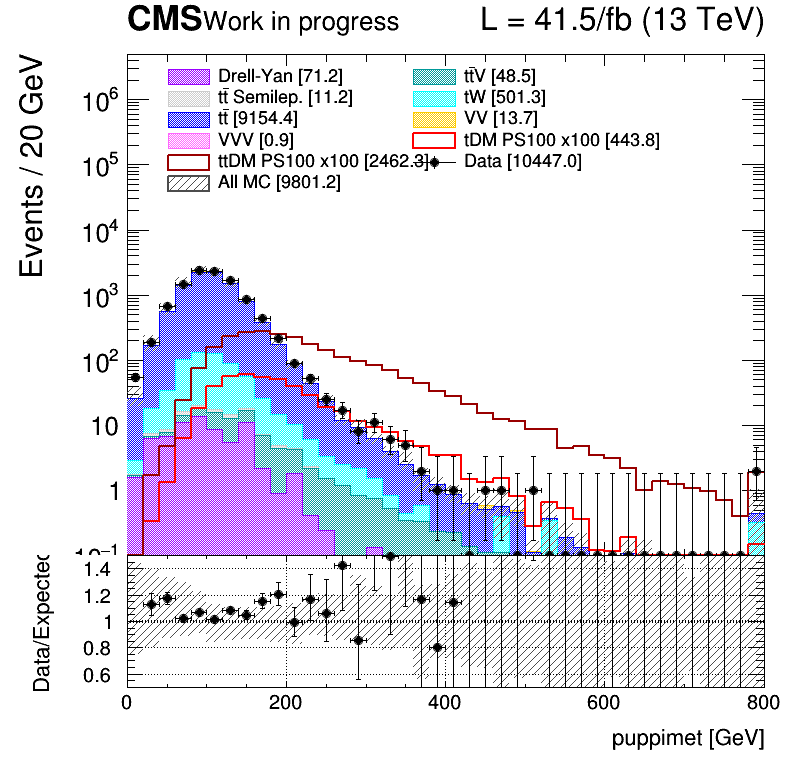 CMS Work in progress L = 41.5/fb (13 TeV)
Events / 20 GeV
Drell-Yan [71.2] tt̄V [48.5]
tt̄ Semilep. [11.2] tW [501.3]
tt̄ [9154.4] VV [13.7]
VVV [0.9] tDM PS100 x100 [443.8]
ttDM PS100 x100 [2462.3] Data [10447.0]
All MC [9801.2]
10⁶
10⁵
10⁴
10³
10²
10
1
10⁻¹
Data/Expected
1.4
1.2
1
0.8
0.6
0 200 400 600 800
puppimet [GeV]